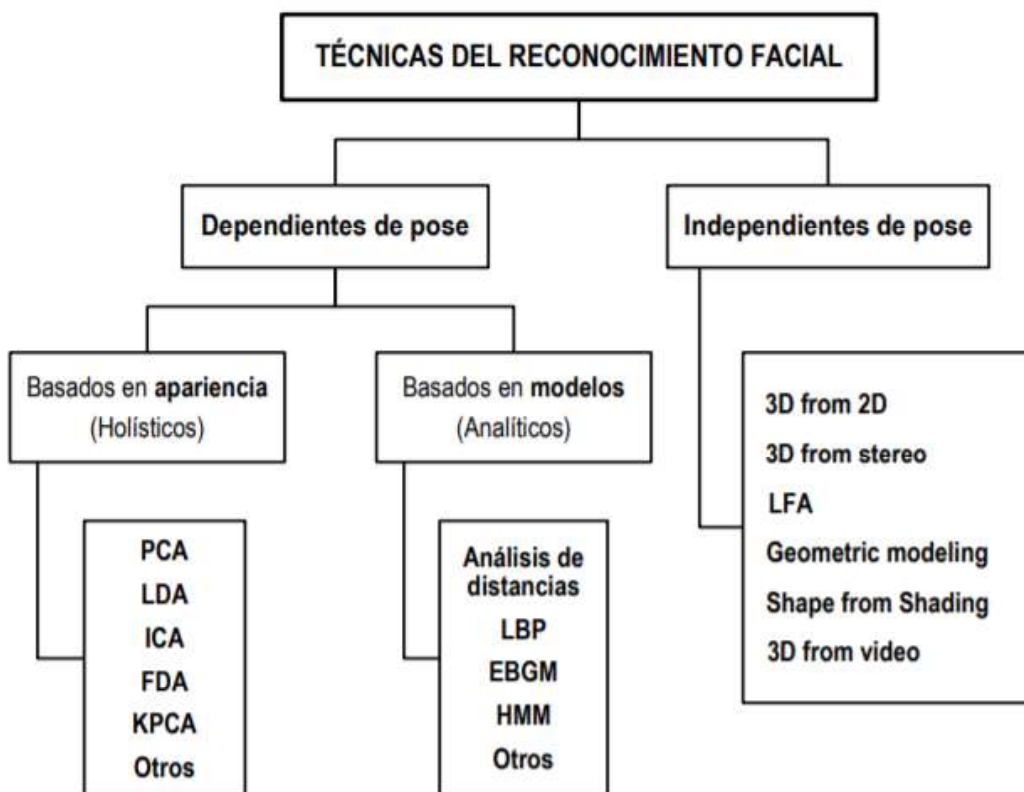 TÉCNICAS DEL RECONOCIMIENTO FACIAL
Dependientes de pose
Independientes de pose
Basados en apariencia
(Holísticos)
Basados en modelos
(Analíticos)
PCA
LDA
ICA
FDA
KPCA
Otros
Análisis de
distancias
LBP
EBGM
HMM
Otros
3D from 2D
3D from stereo
LFA
Geometric modeling
Shape from Shading
3D from video